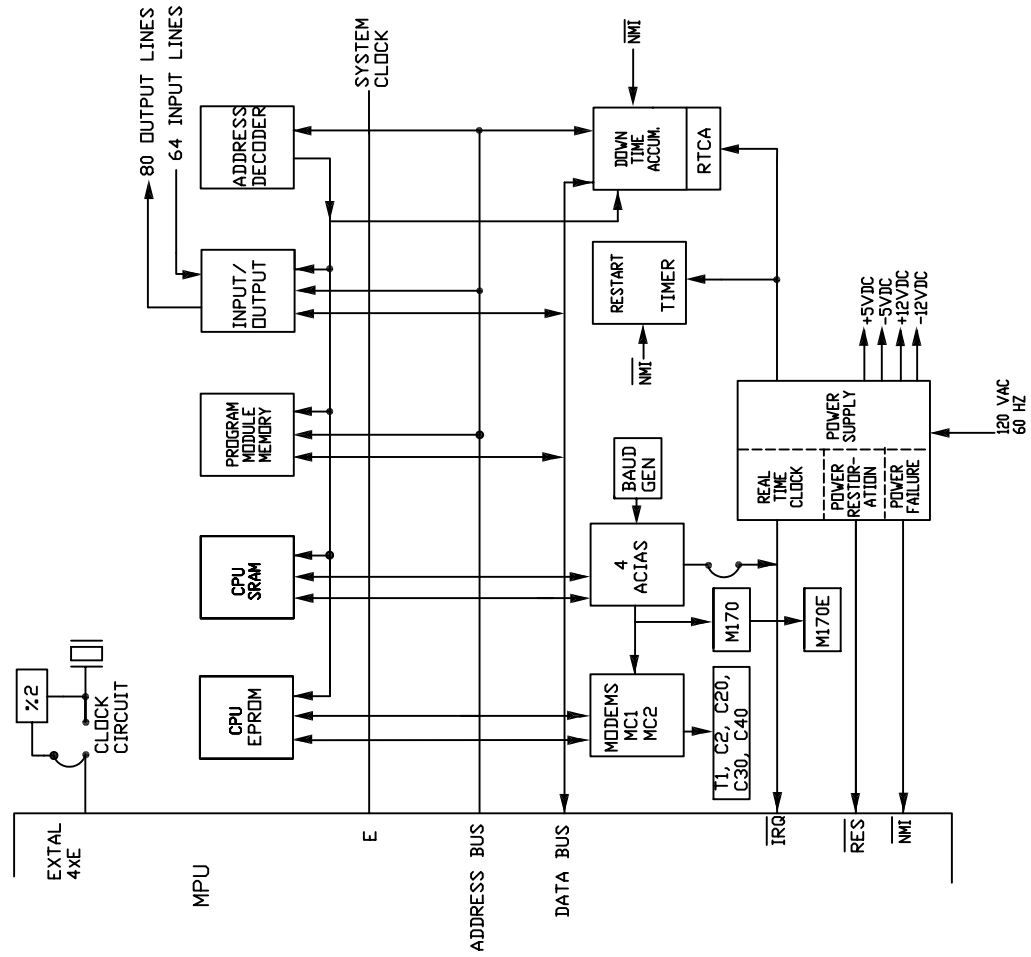 80 OUTPUT LINES
64 INPUT LINES
SYSTEM
CLOCK
ADDRESS
DECODER
INPUT/
OUTPUT
PROGRAM
MODULE
MEMORY
CPU
SRAM
CPU
EPROM
%2
CLOCK
CIRCUIT
EXTAL
4XE
MPU
E
ADDRESS BUS
DATA BUS
IRQ
RES
NMI
NMI
DOWN
TIME
ACCUM.
RTCA
RESTART
TIMER
NMI
BAUD
GEN
4
ACIAS
MODEMS
MC1
MC2
M170
M170E
T1, C2, C20,
C30, C40
REAL
TIME
CLOCK
POWER
RESTOR-
ATION
POWER
FAILURE
POWER
SUPPLY
+5VDC
-5VDC
+12VDC
-12VDC
120 VAC
60 HZ